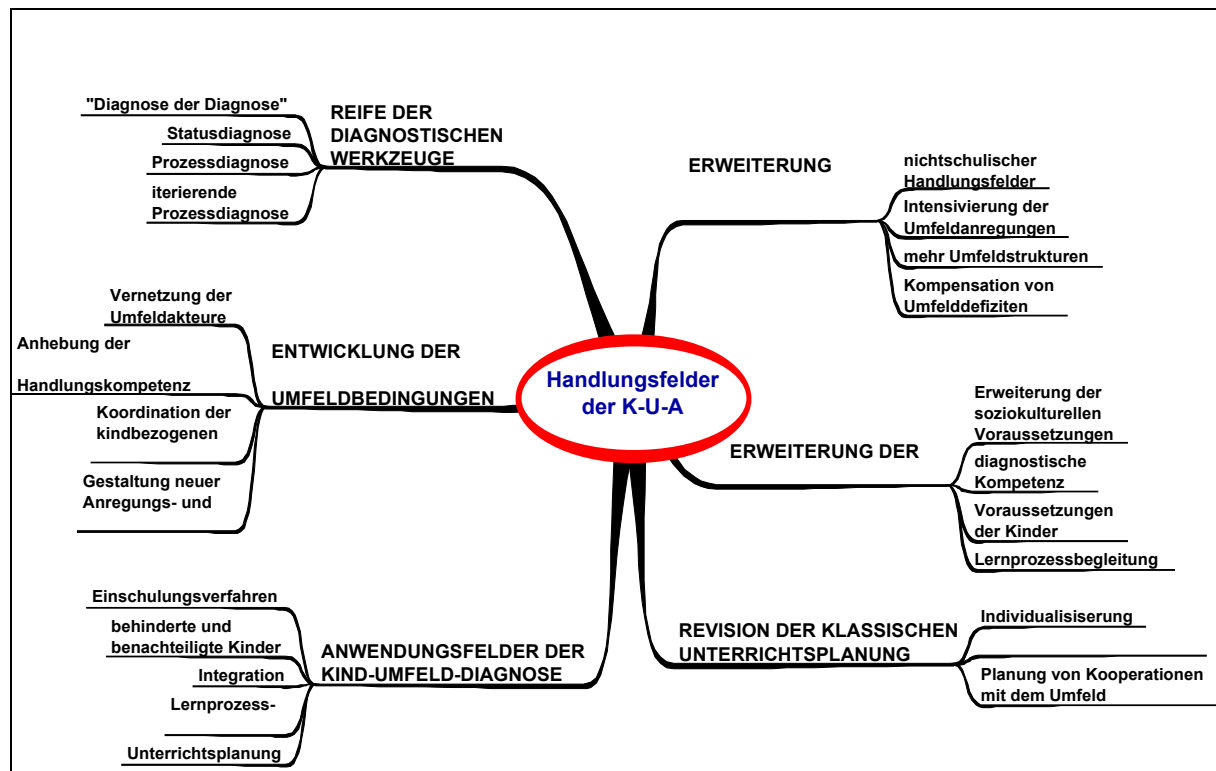 "Diagnose der Diagnose"
Statusdiagnose
Prozessdiagnose
iterierende
Prozessdiagnose
REIFE DER
DIAGNOSTISCHEN
WERKZEUGE
ERWEITERUNG
nichtschulischer
Handlungsfelder
Intensivierung der
Umfeldanregungen
mehr Umfeldstrukturen
Kompensation von
Umfelddefiziten
Vernetzung der
Umfeldakteure
Anhebung der
Handlungskompetenz
Koordination der
kindbezogenen
Gestaltung neuer
Anregungs- und
ENTWICKLUNG DER
UMFELDBEDINGUNGEN
Handlungsfelder
der K-U-A
ERWEITERUNG DER
Erweiterung der
soziokulturellen
Voraussetzungen
diagnostische
Kompetenz
Voraussetzungen
der Kinder
Lernprozessbegleitung
Einschulungsverfahren
behinderte und
benachteiligte Kinder
Integration
Lernprozess-
Unterrichtsplanung
ANWENDUNGSFELDER DER
KIND-UMFELD-DIAGNOSE
REVISION DER KLASSISCHEN
UNTERRICHTSPLANUNG
Individualisiserung
Planung von Kooperationen
mit dem Umfeld